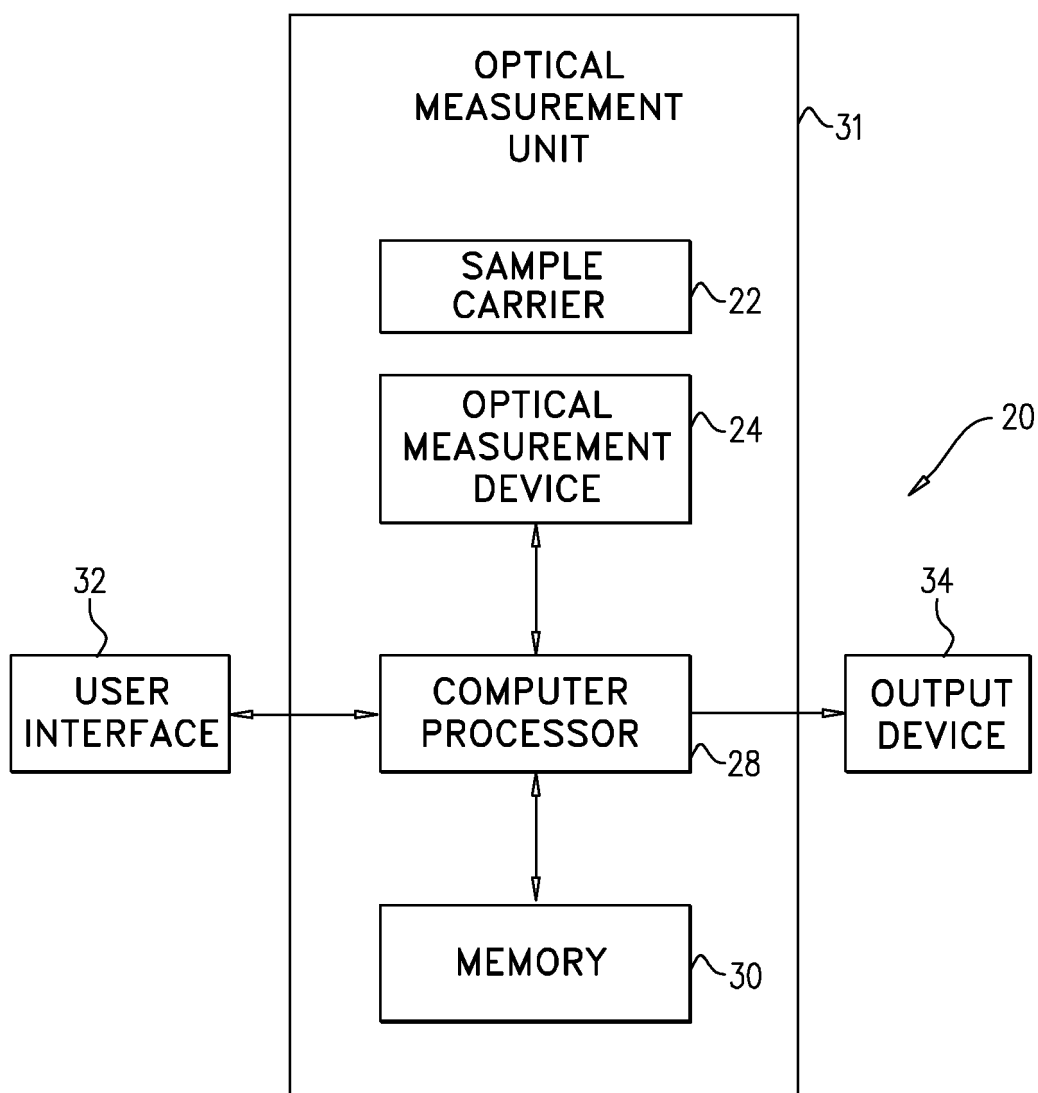 OPTICAL
MEASUREMENT
UNIT
31
SAMPLE
CARRIER
22
OPTICAL
MEASUREMENT
DEVICE
24
20
32
34
USER
INTERFACE
COMPUTER
PROCESSOR
28
OUTPUT
DEVICE
MEMORY
30